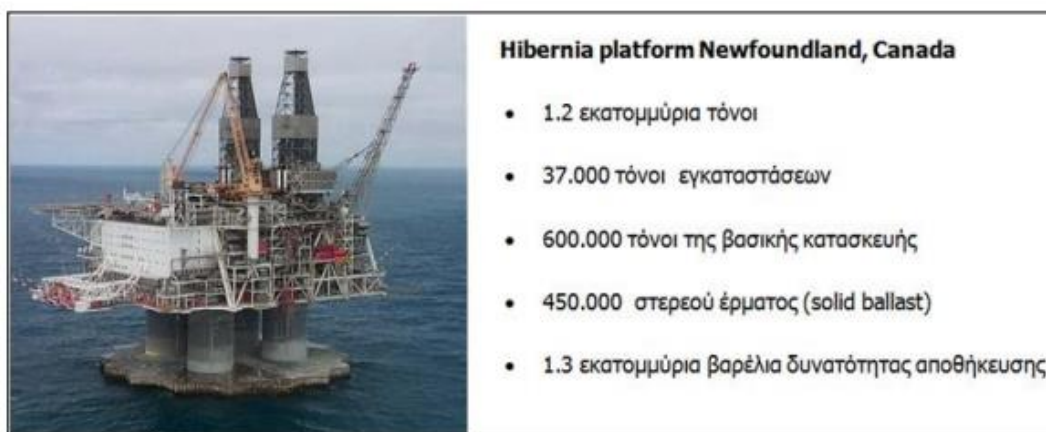 Hibernia platform Newfoundland, Canada
• 1.2 εκατομμύρια τόνοι
• 37.000 τόνοι εγκαταστάσεων
• 600.000 τόνοι της βασικής κατασκευής
• 450.000 στερεού έρματος (solid ballast)
• 1.3 εκατομμύρια βαρέλια δυνατότητας αποθήκευσης